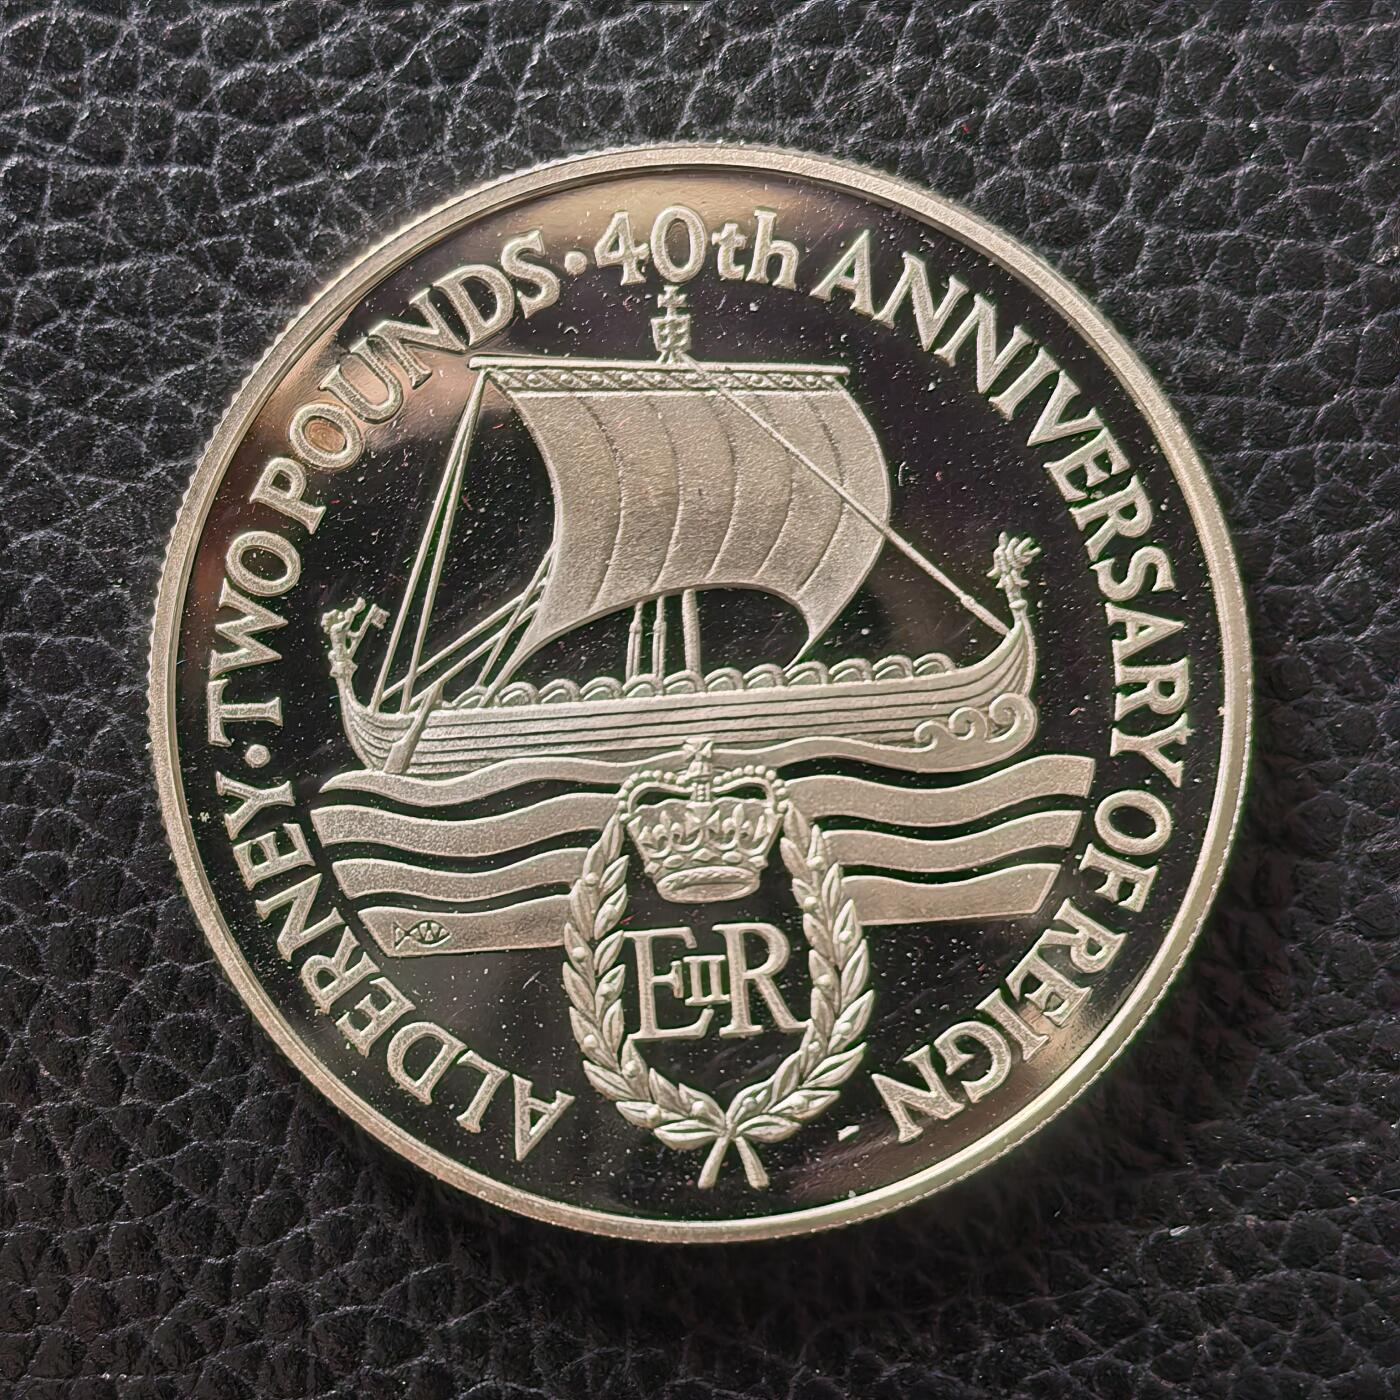 ALDERNEY · TWO POUNDS · 40th ANNIVERSARY OF REIGN ·
EIIR